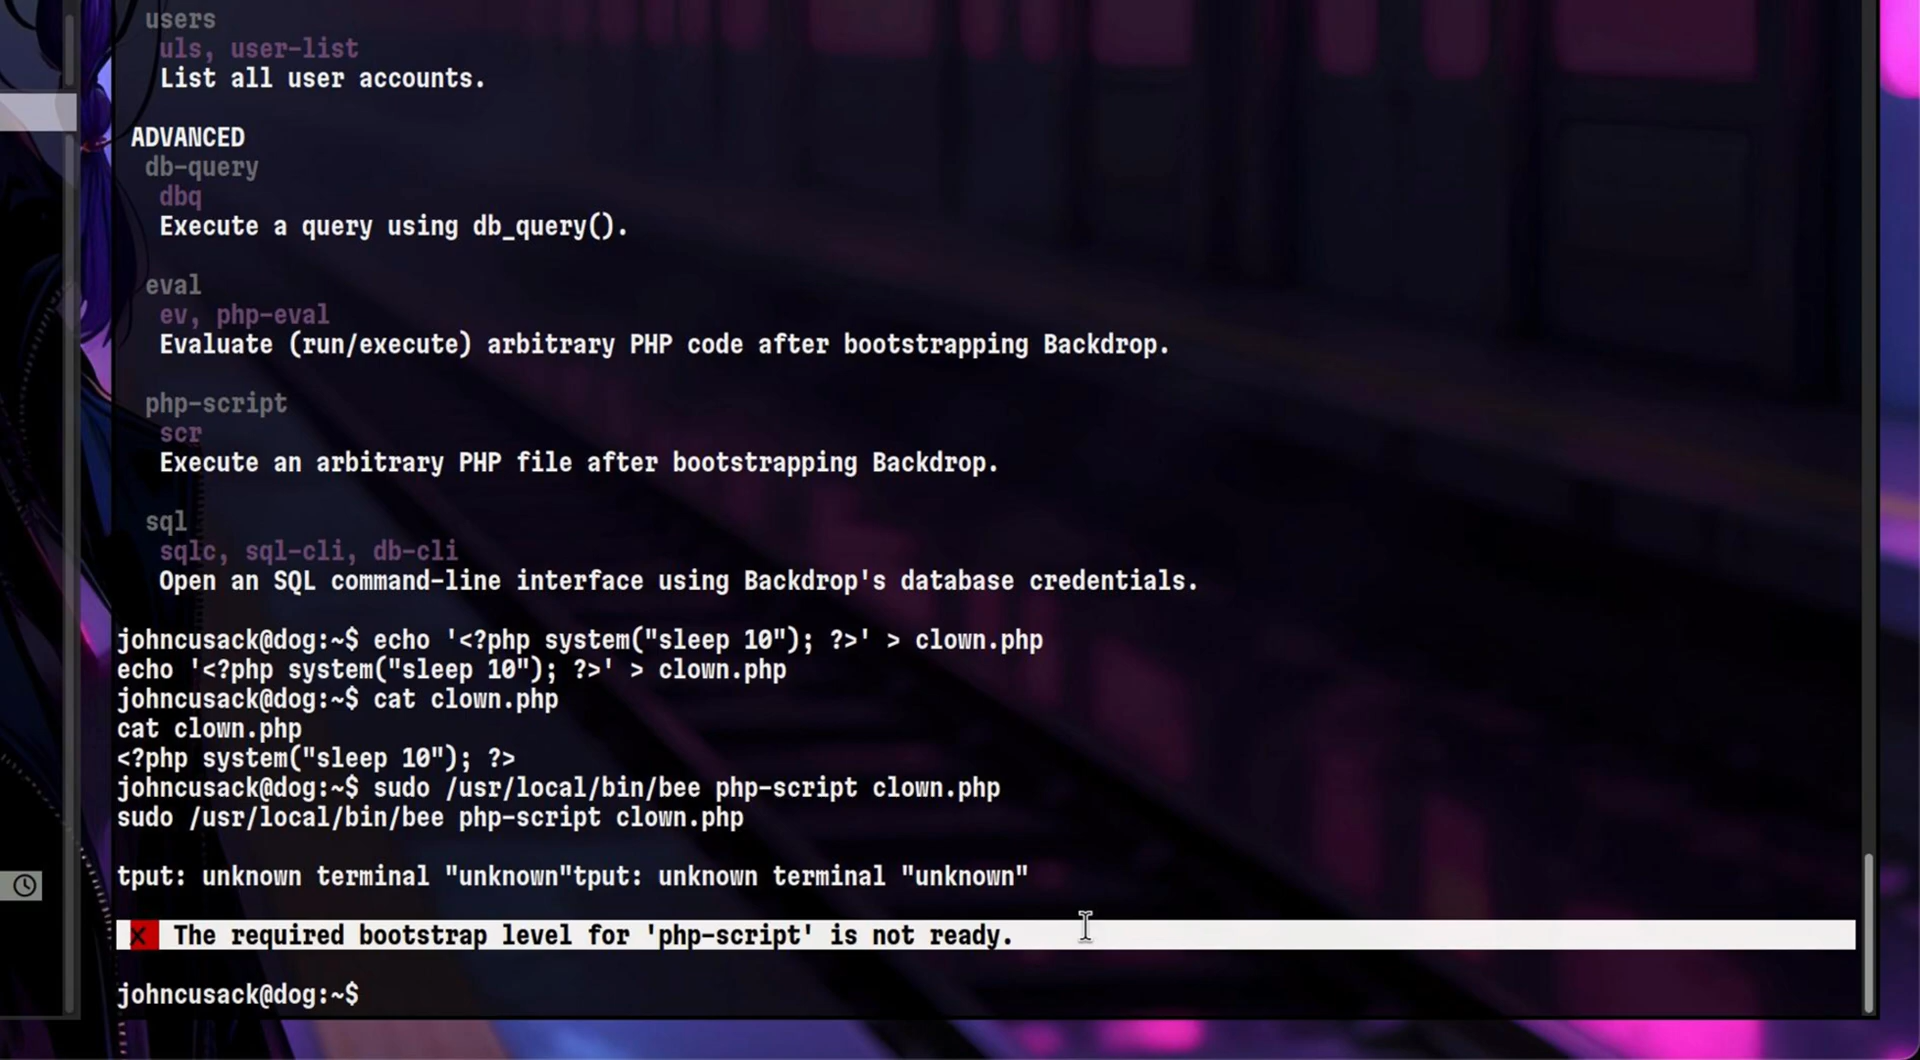 users
uls, user-list
List all user accounts.
ADVANCED
db-query
dbq
Execute a query using db_query().
eval
ev, php-eval
Evaluate (run/execute) arbitrary PHP code after bootstrapping Backdrop.
php-script
scr
Execute an arbitrary PHP file after bootstrapping Backdrop.
sql
sqlc, sql-cli, db-cli
Open an SQL command-line interface using Backdrop's database credentials.
johncusack@dog:~$ echo '<?php system("sleep 10"); ?>' > clown.php
echo '<?php system("sleep 10"); ?>' > clown.php
johncusack@dog:~$ cat clown.php
cat clown.php
<?php system("sleep 10"); ?>
johncusack@dog:~$ sudo /usr/local/bin/bee php-script clown.php
sudo /usr/local/bin/bee php-script clown.php
tput: unknown terminal "unknown"tput: unknown terminal "unknown"
✕ The required bootstrap level for 'php-script' is not ready.
johncusack@dog:~$